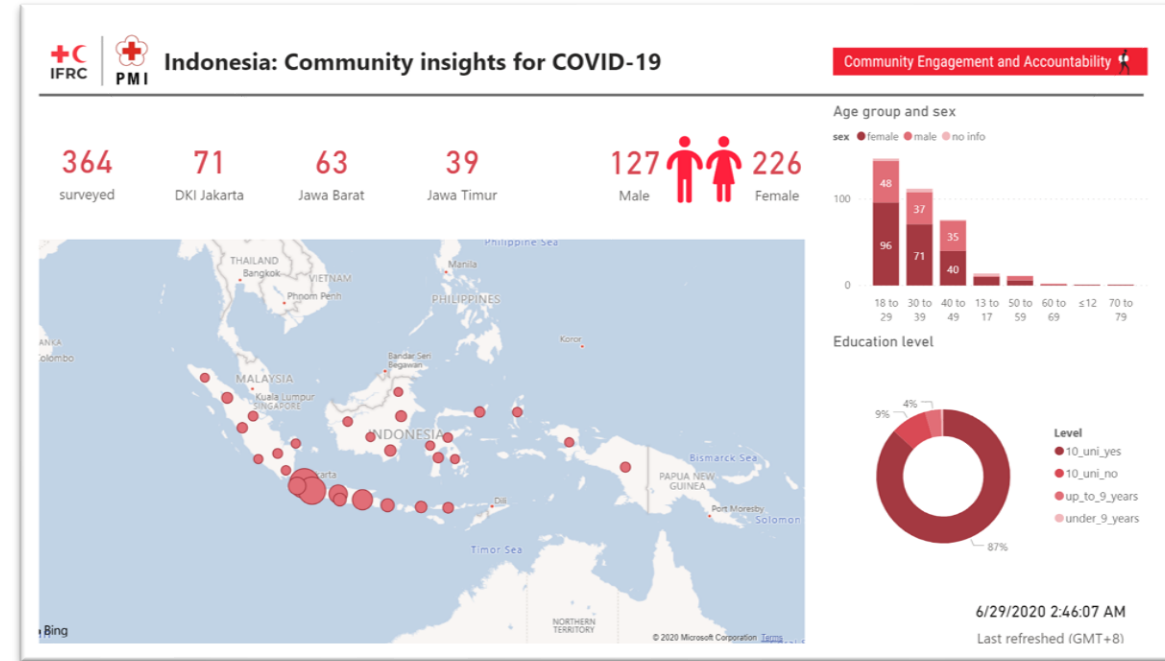 IFRC
PMI
Indonesia: Community insights for COVID-19
Community Engagement and Accountability
364
surveyed
71
DKI Jakarta
63
Jawa Barat
39
Jawa Timur
127
Male
226
Female
Age group and sex
sex female male no info
100
0
48
96
37
71
35
40
18 to 29
30 to 39
40 to 49
13 to 17
50 to 59
60 to 69
≤12
70 to 79
Education level
4%
9%
87%
Level
10_uni_yes
10_uni_no
up_to_9_years
under_9_years
6/29/2020 2:46:07 AM
Last refreshed (GMT+8)
Philippine Sea
THAILAND
Bangkok
VIETNAM
Phnom Penh
Manila
PHILIPPINES
ANKA
olombo
Koror
Bandar Seri
Begawan
MALAYSIA
Kuala Lumpur
SINGAPORE
INDONESIA
arta
Dili
PAPUA NEW
GUINEA
Bismarck Sea
Port Moresby
Solomon
Timor Sea
NORTHERN
TERRITORY
Bing
© 2020 Microsoft Corporation Terms